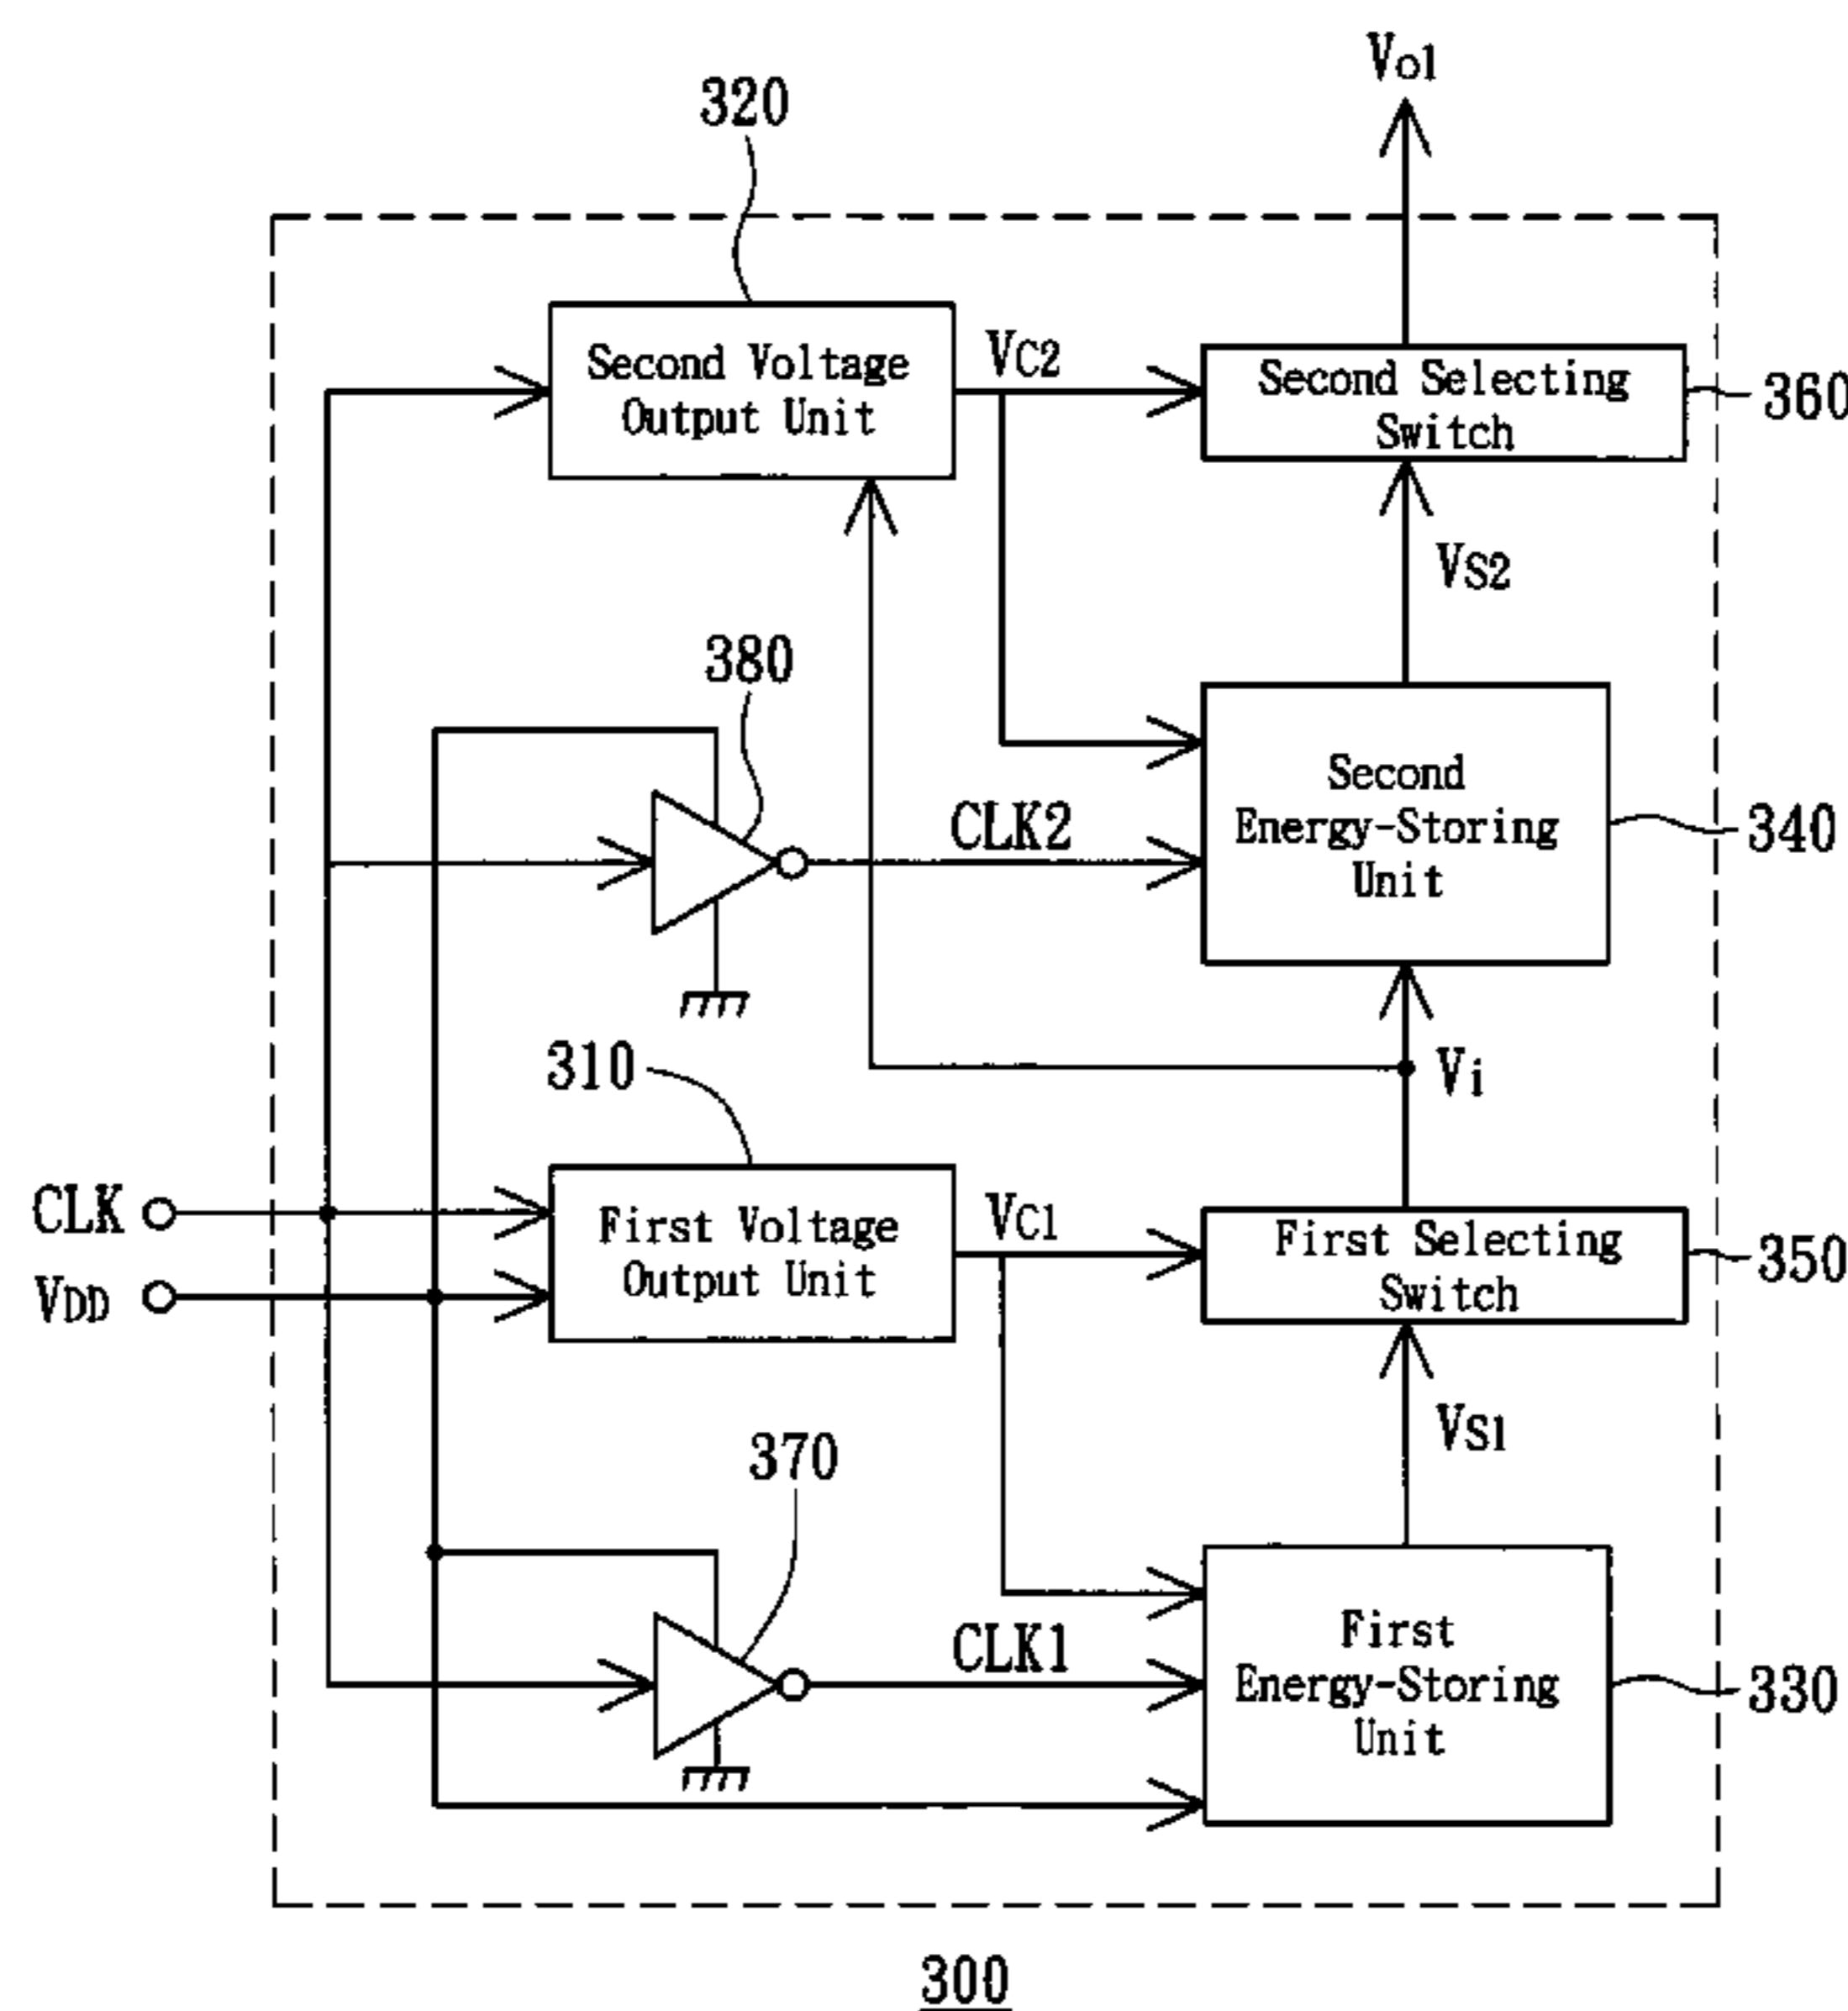 Vo1
320
Second Voltage
Output Unit
VC2
Second Selecting
Switch
360
VS2
380
CLK2
Second
Energy-Storing
Unit
340
310
Vi
CLK
VDD
First Voltage
Output Unit
VC1
First Selecting
Switch
350
VS1
370
CLK1
First
Energy-Storing
Unit
330
300